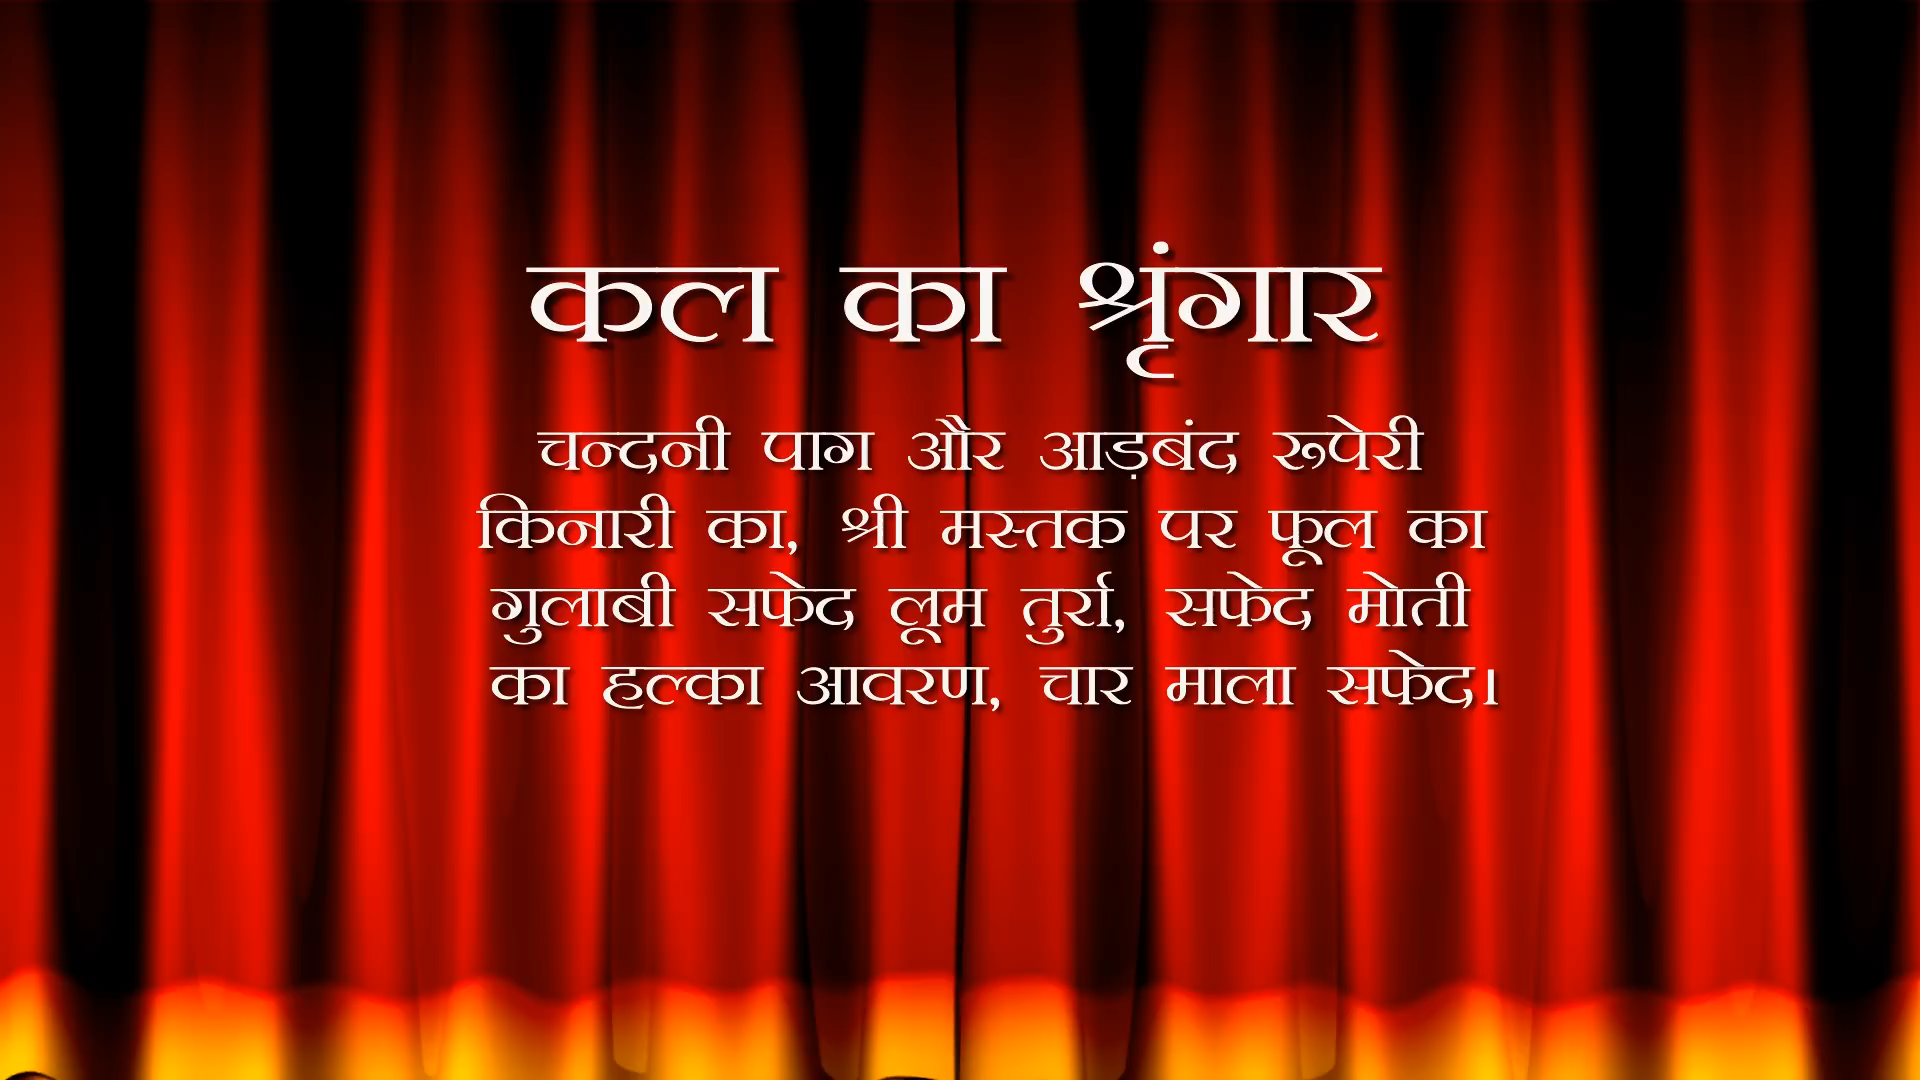 कल का श्रृंगार
चन्दनी पाग और आड़बंद रूपेरी
किनारी का, श्री मस्तक पर फूल का
गुलाबी सफेद लूम तुर्रा, सफेद मोती
का हल्का आवरण, चार माला सफेद।